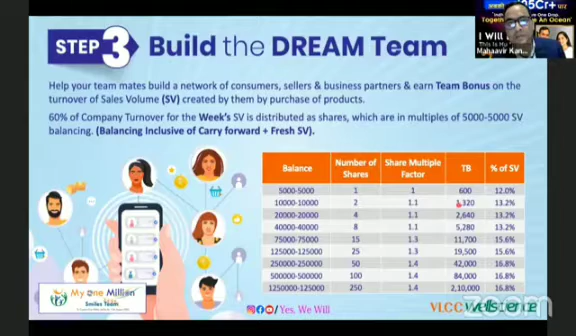 STEP 3 Build the DREAM Team
Help your team mates build a network of consumers, sellers & business partners & earn Team Bonus on the
turnover of Sales Volume (SV) created by them by purchase of products.
60% of Company Turnover for the Week's SV is distributed as shares, which are in multiples of 5000-5000 SV
balancing. (Balancing Inclusive of Carry forward + Fresh SV).
Balance Number of Shares Share Multiple Factor TB % of SV
5000-5000 1 1 600 12.0%
10000-10000 2 1.1 1,320 13.2%
20000-20000 4 1.1 2,640 13.2%
40000-40000 8 1.1 5,280 13.2%
75000-75000 15 1.3 11,700 15.6%
125000-125000 25 1.3 19,500 15.6%
250000-250000 50 1.4 42,000 16.8%
500000-500000 100 1.4 84,000 16.8%
1250000-125000 250 1.4 2,10,000 16.8%
My One Million
Smiles Team
/Yes. We Will
VLCC wellscience
zoom
I Will
Mahaavir Kan...